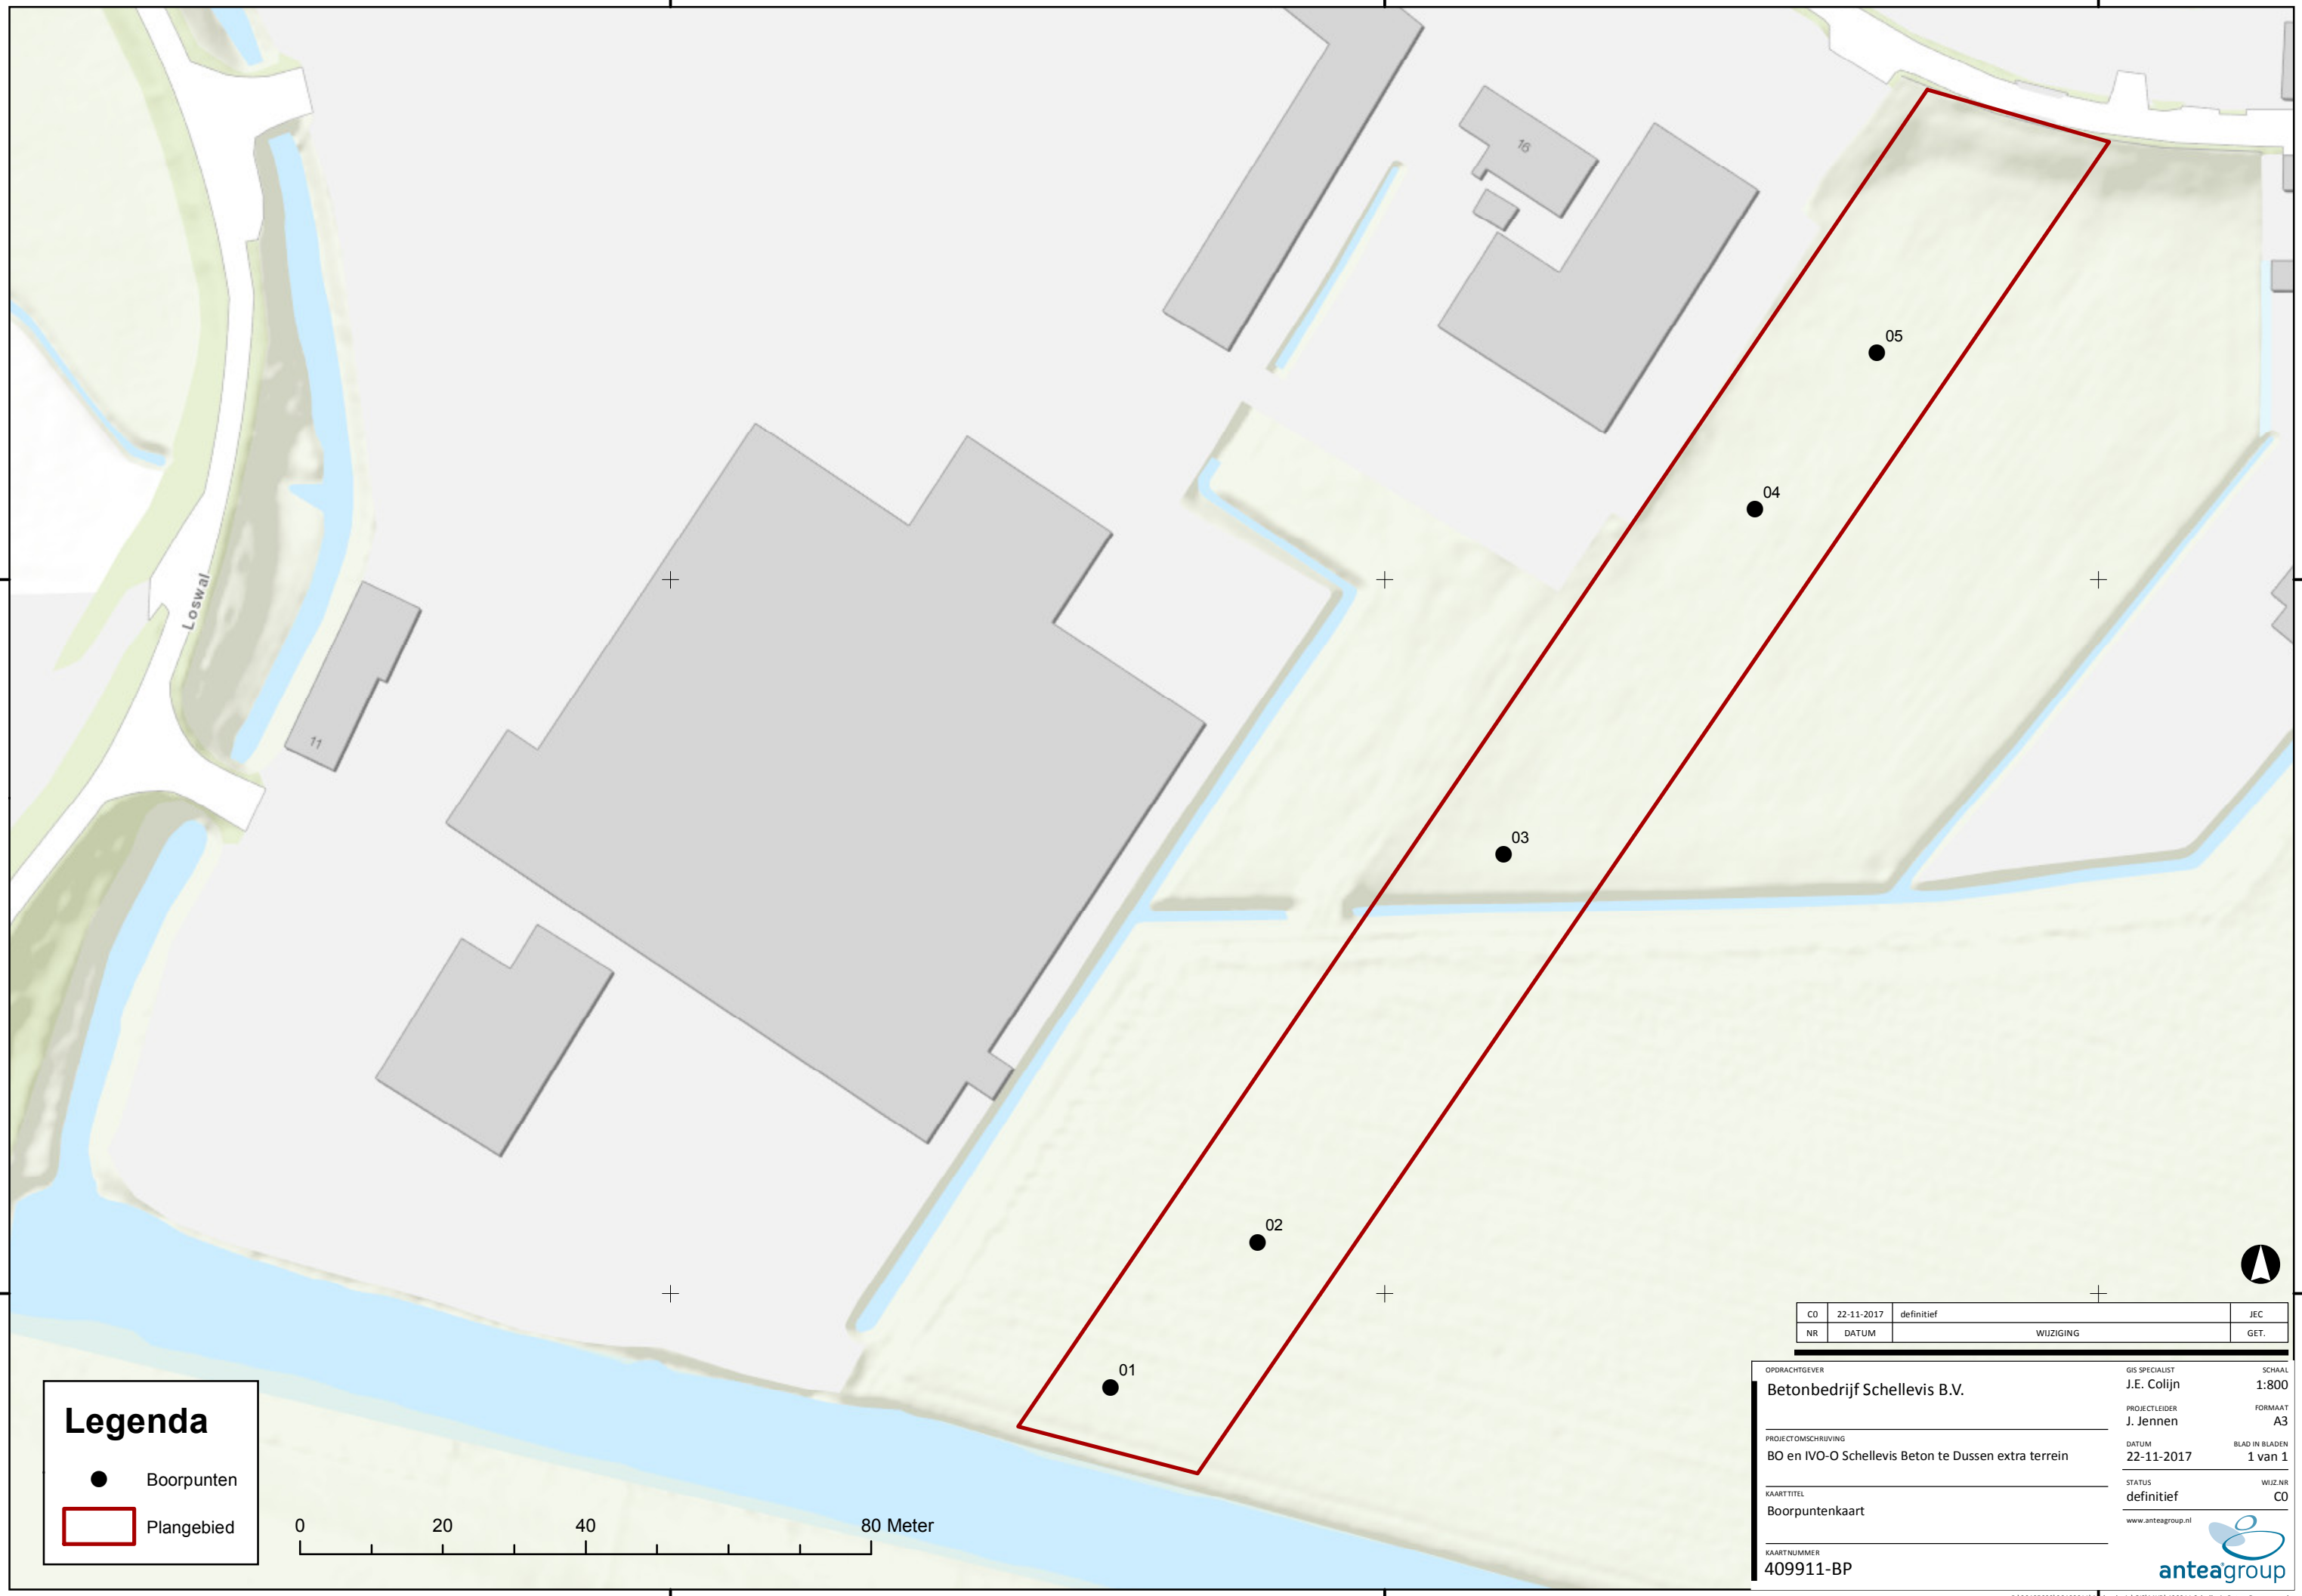 16
05
04
Loswal
11
03
02
01
Legenda
Boorpunten
Plangebied
0 20 40 80 Meter
C0 22-11-2017 definitief JEC
NR DATUM WIJZIGING GET.
OPDRACHTGEVER
Betonbedrijf Schellevis B.V.
GIS SPECIALIST SCHAAL
J.E. Colijn 1:800
PROJECTLEIDER FORMAAT
J. Jennen A3
PROJECTOMSCHRIJVING
BO en IVO-O Schellevis Beton te Dussen extra terrein
DATUM BLAD IN BLADEN
22-11-2017 1 van 1
STATUS WIJZ.NR
definitief C0
KAARTTITEL
Boorpuntenkaart
www.anteagroup.nl
KAARTNUMMER
409911-BP
anteagroup